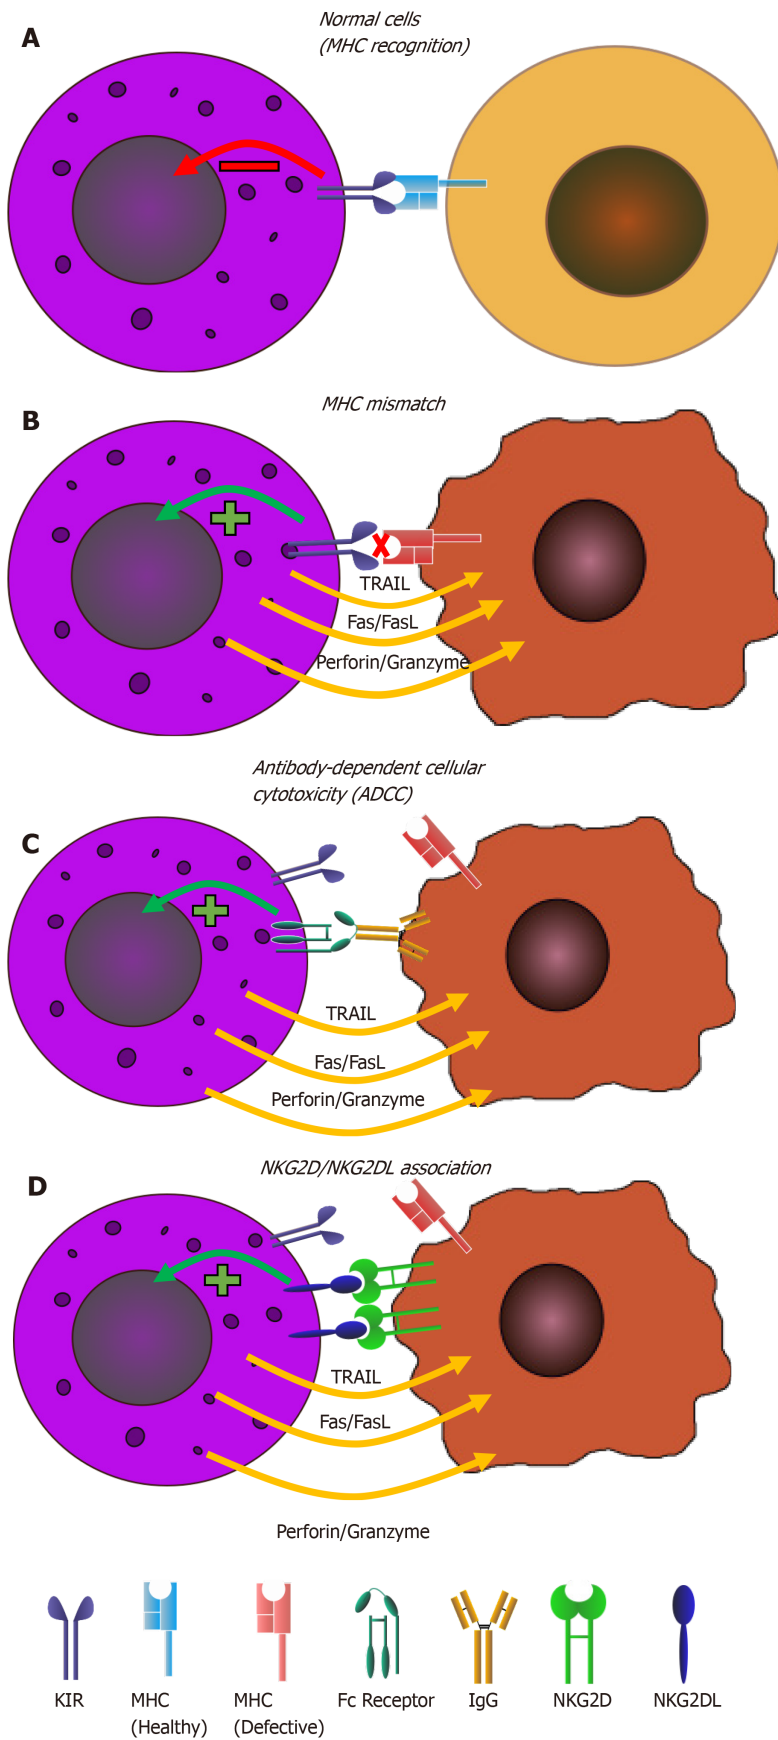 A
Normal cells
(MHC recognition)
B
MHC mismatch
TRAIL
Fas/FasL
Perforin/Granzyme
Antibody-dependent cellular
cytotoxicity (ADCC)
C
TRAIL
Fas/FasL
Perforin/Granzyme
NKG2D/NKG2DL association
D
TRAIL
Fas/FasL
Perforin/Granzyme
KIR
MHC
(Healthy)
MHC
(Defective)
Fc Receptor
IgG
NKG2D
NKG2DL